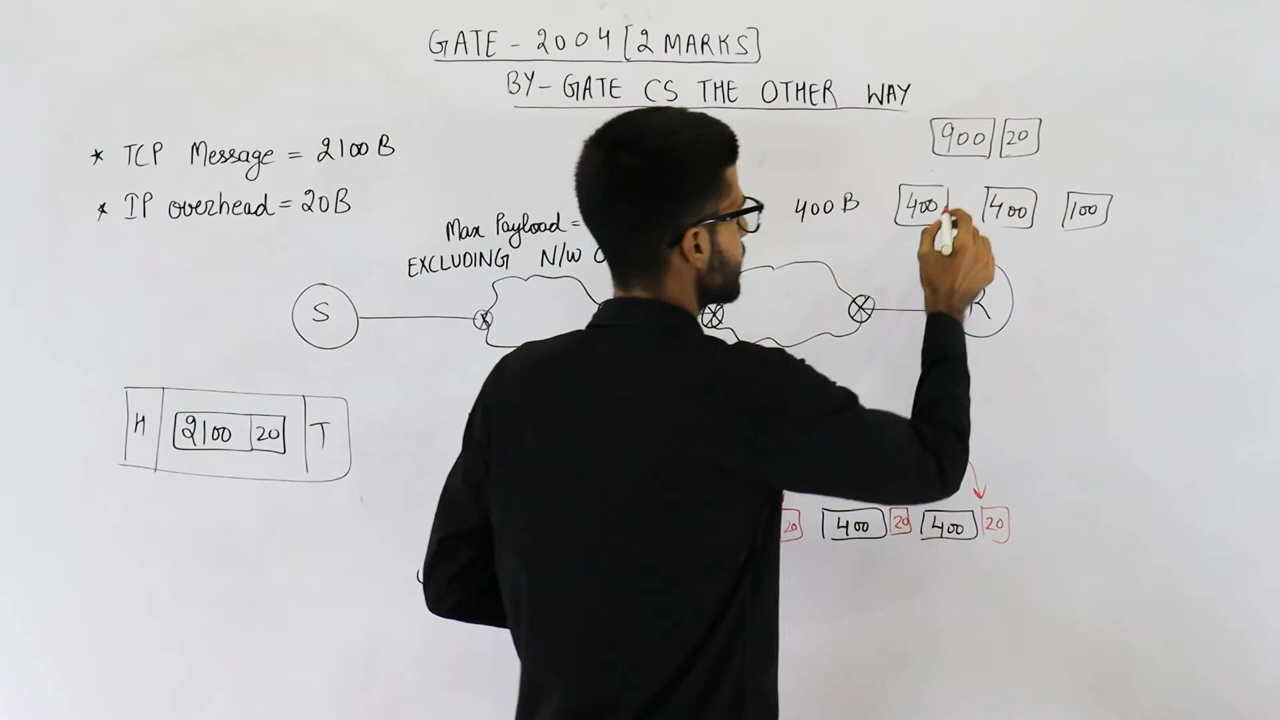 GATE - 2004 [2 MARKS]
BY - GATE CS THE OTHER WAY
* TCP Message = 2100 B
* IP overhead = 20B
900 20
Max Payload =
EXCLUDING N/W
400 B
400 400 100
S
R
H 2100 20 T
20 400 20 400 20